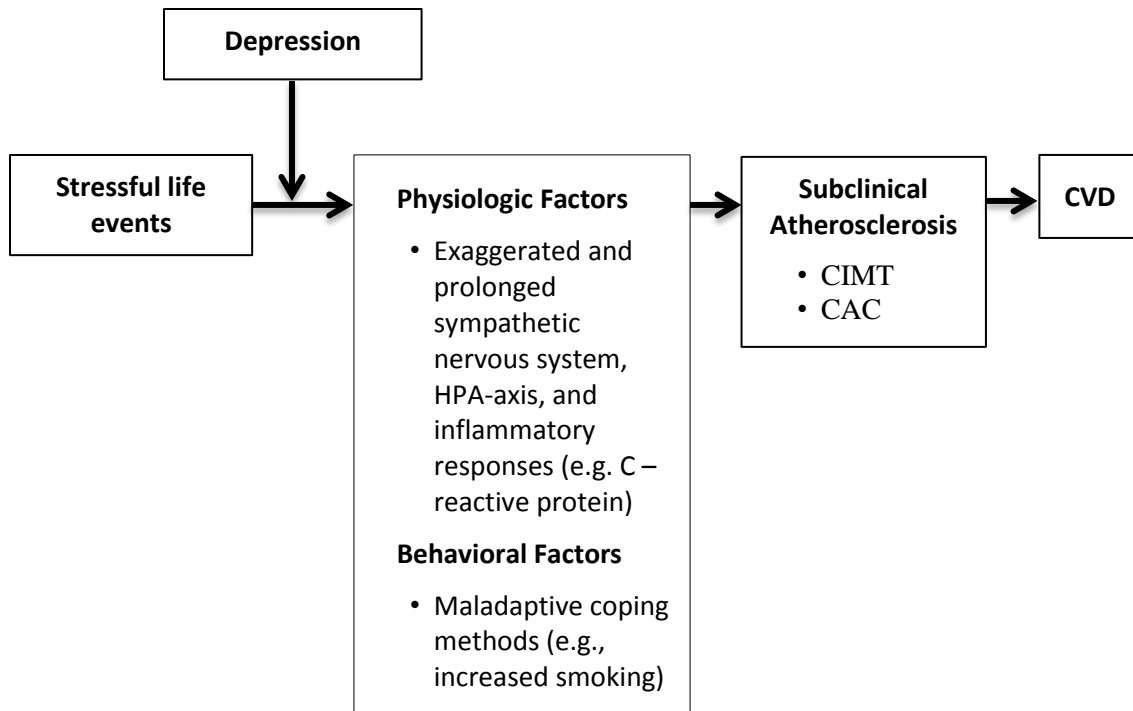 Depression
Stressful life
events
Physiologic Factors
• Exaggerated and
prolonged
sympathetic
nervous system,
HPA-axis, and
inflammatory
responses (e.g. C –
reactive protein)
Behavioral Factors
• Maladaptive coping
methods (e.g.,
increased smoking)
Subclinical
Atherosclerosis
• CIMT
• CAC
CVD